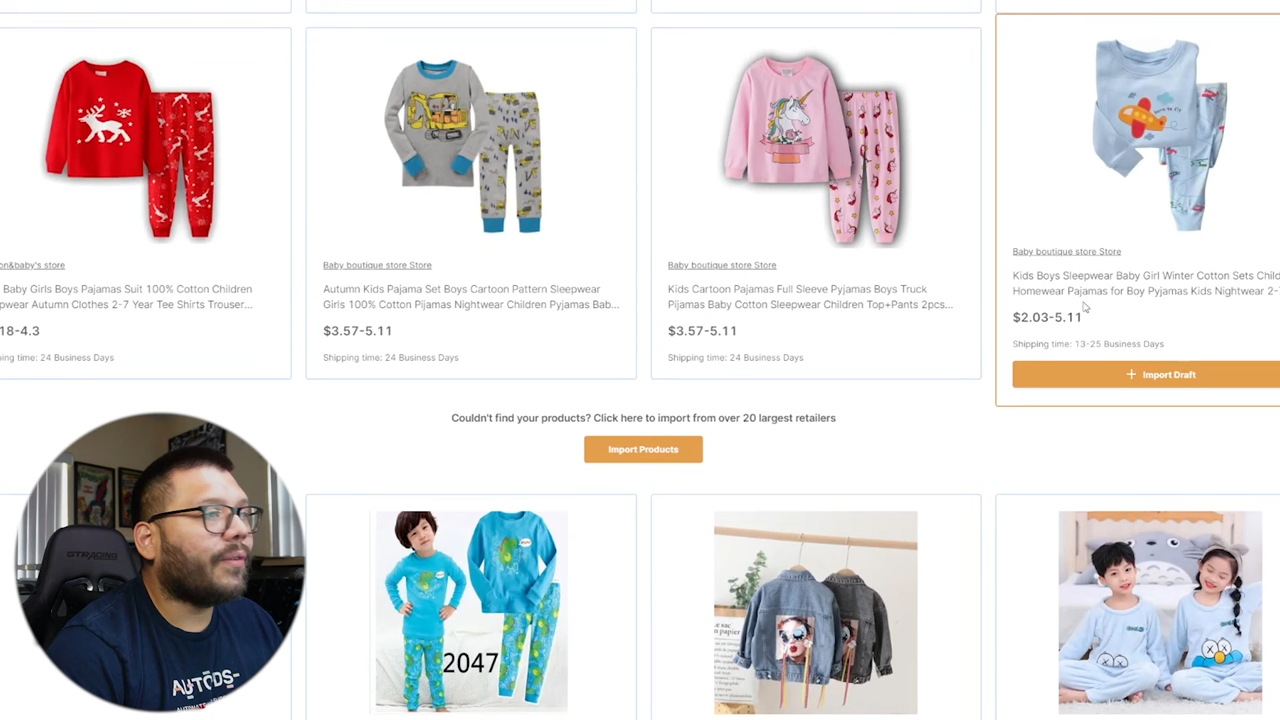 on&baby's store
Baby Girls Boys Pajamas Suit 100% Cotton Children
pwear Autumn Clothes 2-7 Year Tee Shirts Trouser...
18-4.3
ing time: 24 Business Days
Baby boutique store Store
Autumn Kids Pajama Set Boys Cartoon Pattern Sleepwear
Girls 100% Cotton Pijamas Nightwear Children Pyjamas Bab...
$3.57-5.11
Shipping time: 24 Business Days
Baby boutique store Store
Kids Cartoon Pajamas Full Sleeve Pyjamas Boys Truck
Pijamas Baby Cotton Sleepwear Children Top+Pants 2pcs...
$3.57-5.11
Shipping time: 24 Business Days
Baby boutique store Store
Kids Boys Sleepwear Baby Girl Winter Cotton Sets Child
Homewear Pajamas for Boy Pyjamas Kids Nightwear 2-7
$2.03-5.11
Shipping time: 13-25 Business Days
+ Import Draft
Couldn't find your products? Click here to import from over 20 largest retailers
Import Products
GTRACING
AUTODS
2047
papier